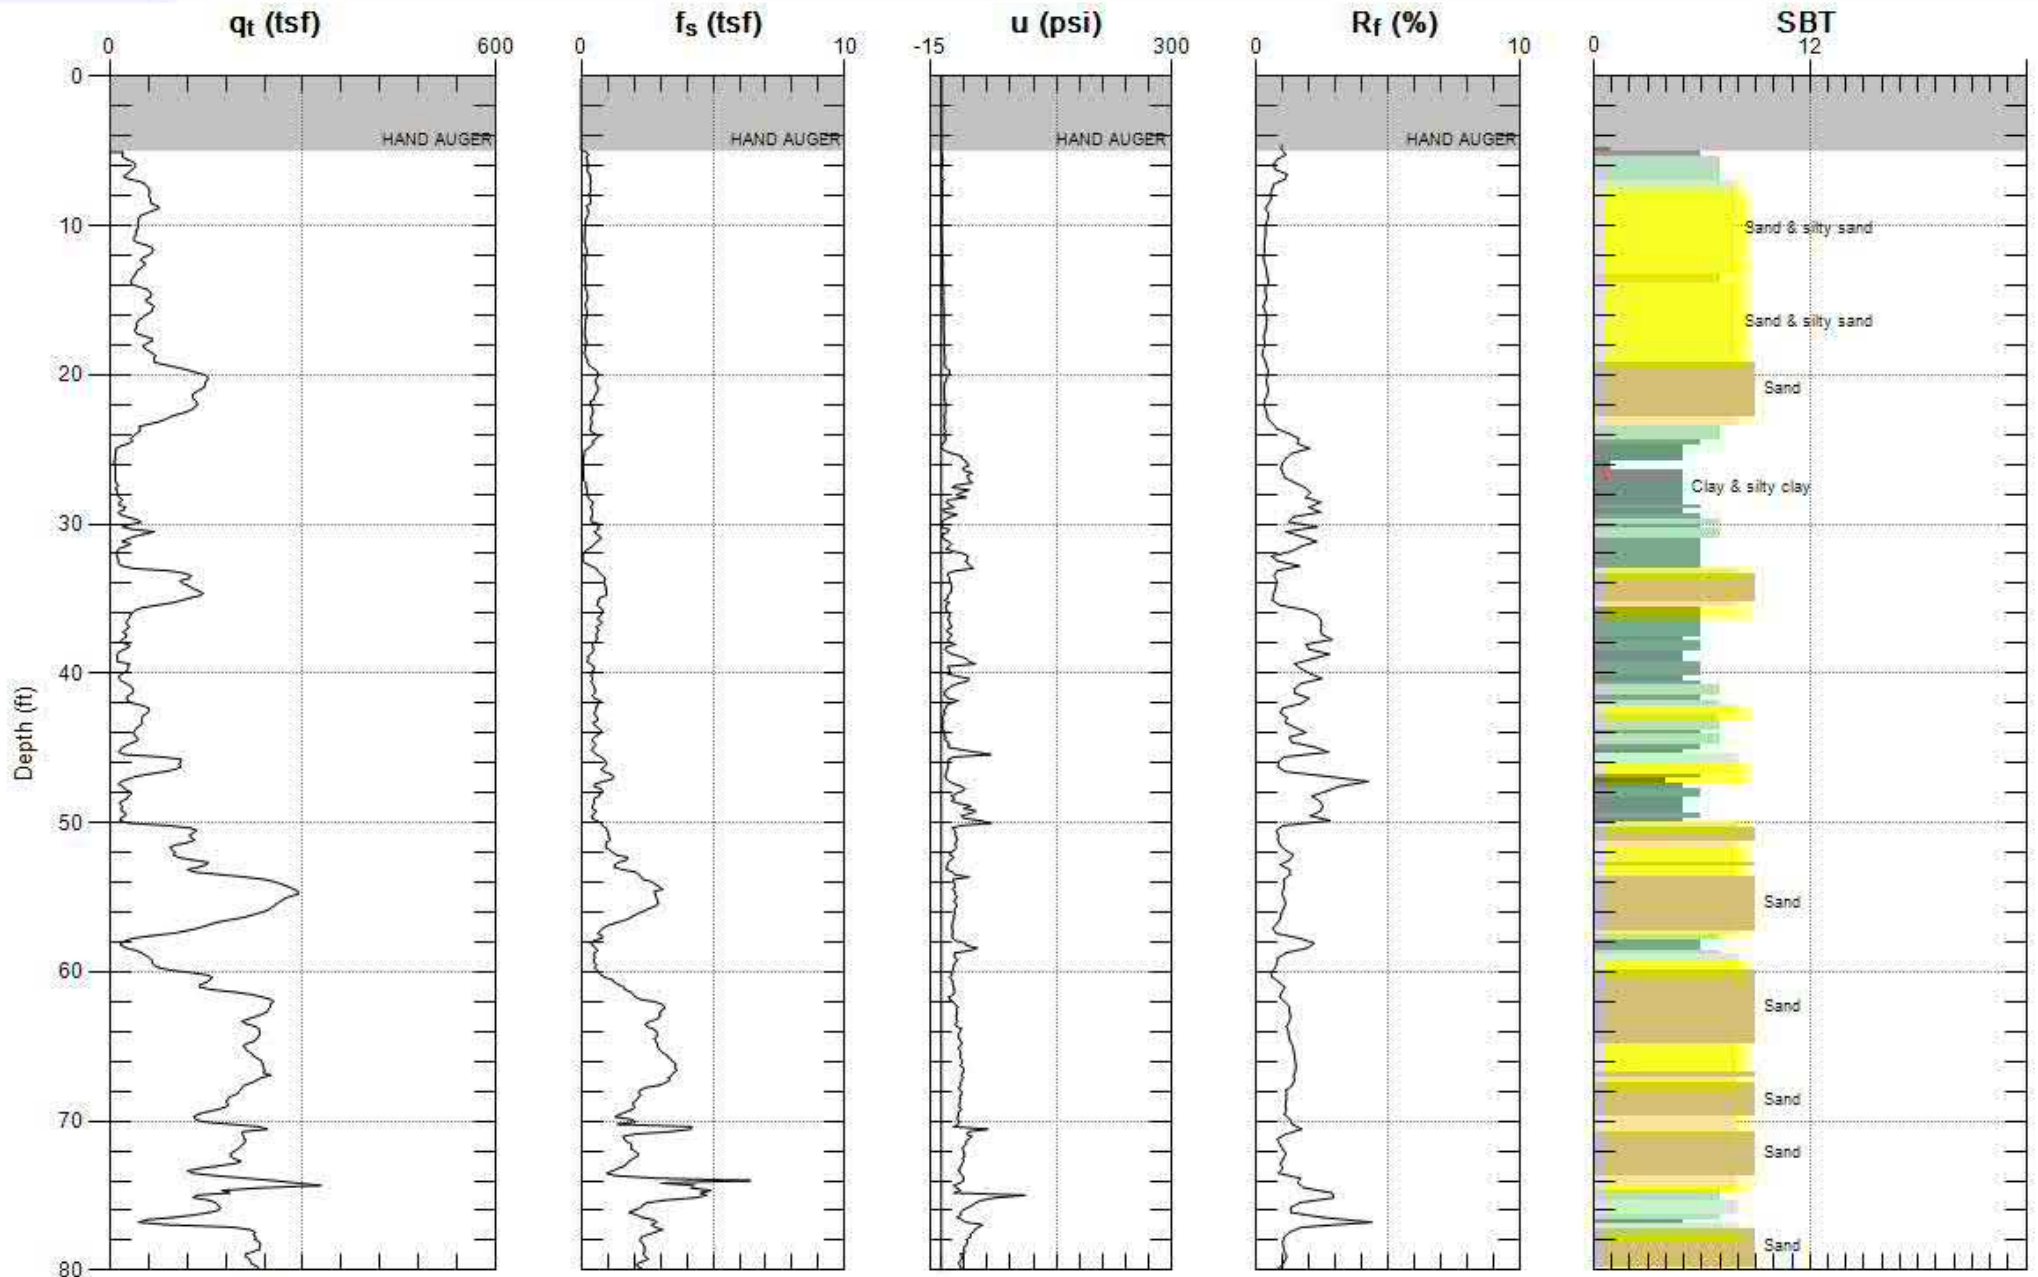 qt (tsf) fs (tsf) u (psi) Rf (%) SBT
0 600 0 10 -15 300 0 10 0 12
0
HAND AUGER HAND AUGER HAND AUGER HAND AUGER
10
Sand & silty sand
Sand & silty sand
20
Sand
Clay & silty clay
30
40
Depth (ft)
50
Sand
60
Sand
Sand
70
Sand
Sand
80